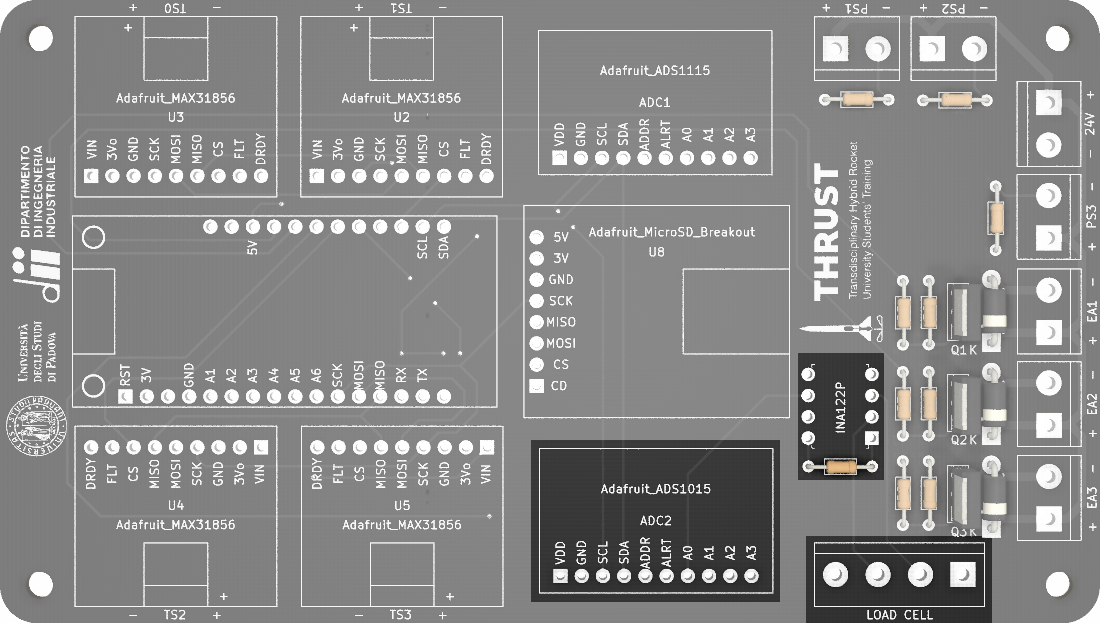 + TS0 -
+ TS1 -
PS1 -
PS2 -
+
+
Adafruit_MAX31856
U3
VIN 3Vo GND SCK MOSI MISO CS FLT DRDY
Adafruit_MAX31856
U2
VIN 3Vo GND SCK MOSI MISO CS FLT DRDY
Adafruit_ADS1115
ADC1
VDD GND SCL SDA ADDR ALRT A0 A1 A2 A3
24V + -
PS3 - +
EA1 - +
EA2 - +
EA3 - +
DIPARTIMENTO
DI INGEGNERIA
INDUSTRIALE
dii
UNIVERSITÀ
DEGLI STUDI
DI PADOVA
5V SCL SDA
RST 3V GND A1 A2 A3 A4 A5 A6 SCK MOSI MISO RX TX
Adafruit_MicroSD_Breakout
U8
5V
3V
GND
SCK
MISO
MOSI
CS
CD
THRUST
Transdisciplinary Hybrid Rocket
University Students' Training
INA122P
Q1K
Q2K
Q3K
DRDY FLT CS MISO MOSI SCK GND 3Vo VIN
U4
Adafruit_MAX31856
+
- TS2 +
DRDY FLT CS MISO MOSI SCK GND 3Vo VIN
U5
Adafruit_MAX31856
+
- TS3 +
Adafruit_ADS1015
ADC2
VDD GND SCL SDA ADDR ALRT A0 A1 A2 A3
LOAD CELL